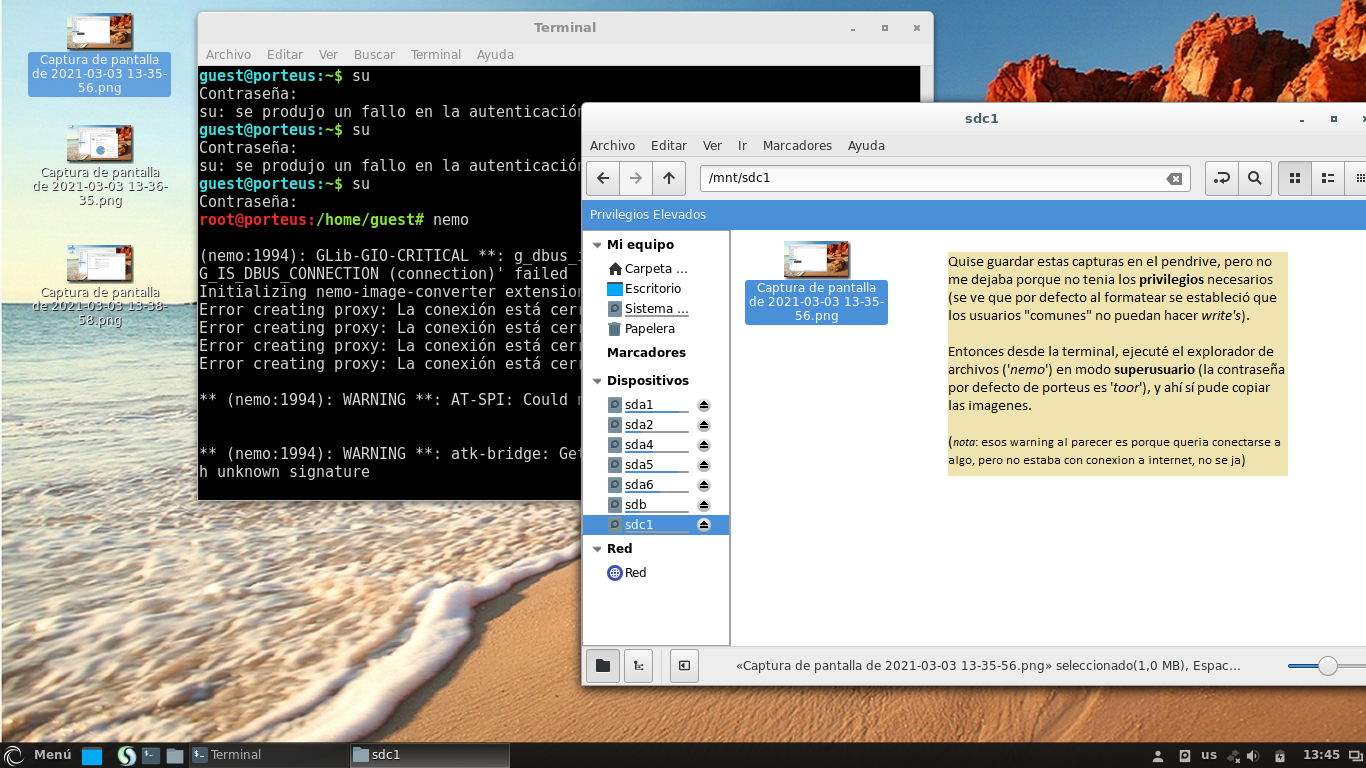 Captura de pantalla
de 2021-03-03 13-35-
56.png
Captura de pantalla
de 2021-03-03 13-36-
35.png
Captura de pantalla
de 2021-03-03 13-38-
58.png
Terminal
Archivo Editar Ver Buscar Terminal Ayuda
guest@porteus:~$ su
Contraseña:
su: se produjo un fallo en la autenticación
guest@porteus:~$ su
Contraseña:
su: se produjo un fallo en la autenticación
guest@porteus:~$ su
Contraseña:
root@porteus:/home/guest# nemo
(nemo:1994): GLib-GIO-CRITICAL **: g_dbus_
G_IS_DBUS_CONNECTION (connection)' failed
Initializing nemo-image-converter extension
Error creating proxy: La conexión está cer
Error creating proxy: La conexión está cer
Error creating proxy: La conexión está cer
Error creating proxy: La conexión está cer
** (nemo:1994): WARNING **: AT-SPI: Could
** (nemo:1994): WARNING **: atk-bridge: Get
h unknown signature
sdc1
Archivo Editar Ver Ir Marcadores Ayuda
/mnt/sdc1
Privilegios Elevados
Mi equipo
Carpeta ...
Escritorio
Sistema ...
Papelera
Marcadores
Dispositivos
sda1
sda2
sda4
sda5
sda6
sdb
sdc1
Red
Red
Captura de pantalla
de 2021-03-03 13-35-
56.png
Quise guardar estas capturas en el pendrive, pero no
me dejaba porque no tenia los privilegios necesarios
(se ve que por defecto al formatear se estableció que
los usuarios "comunes" no puedan hacer write's).
Entonces desde la terminal, ejecuté el explorador de
archivos ('nemo') en modo superusuario (la contraseña
por defecto de porteus es 'toor'), y ahí sí pude copiar
las imagenes.
(nota: esos warning al parecer es porque queria conectarse a
algo, pero no estaba con conexion a internet, no se ja)
«Captura de pantalla de 2021-03-03 13-35-56.png» seleccionado(1,0 MB), Espac...
Menú Terminal sdc1 us 13:45